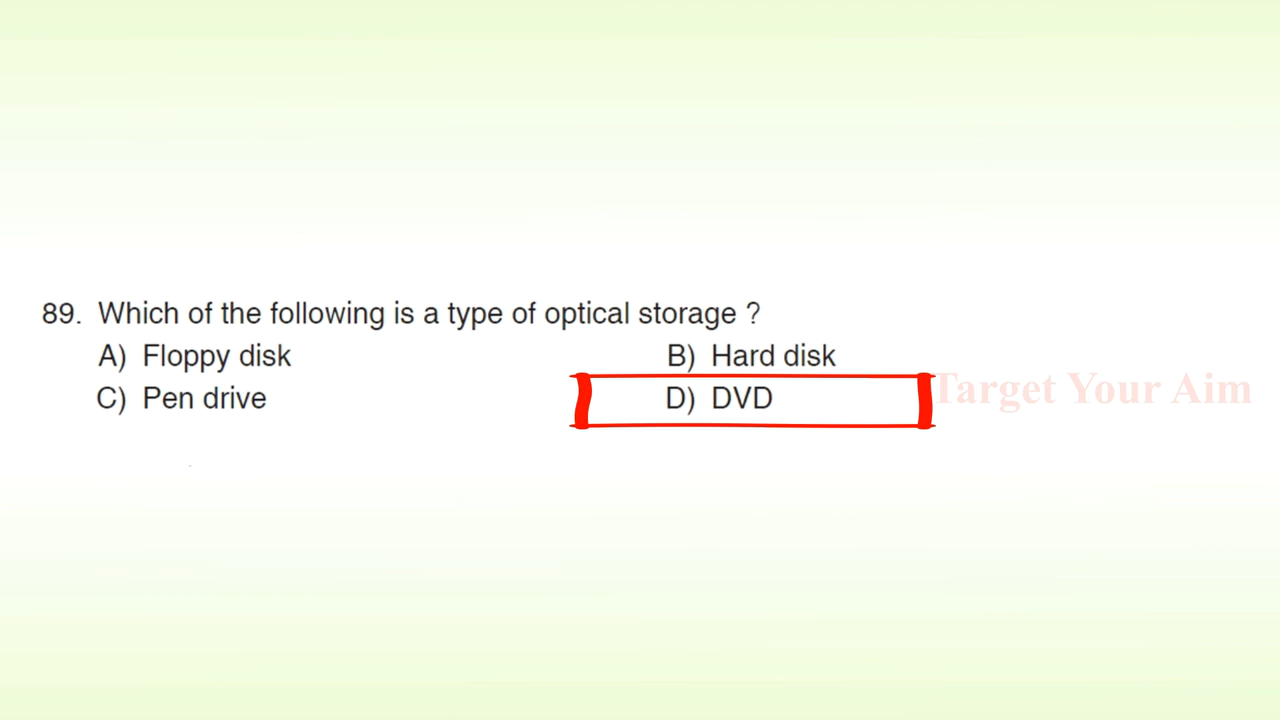 89. Which of the following is a type of optical storage ?
A) Floppy disk B) Hard disk
C) Pen drive D) DVD
Target Your Aim